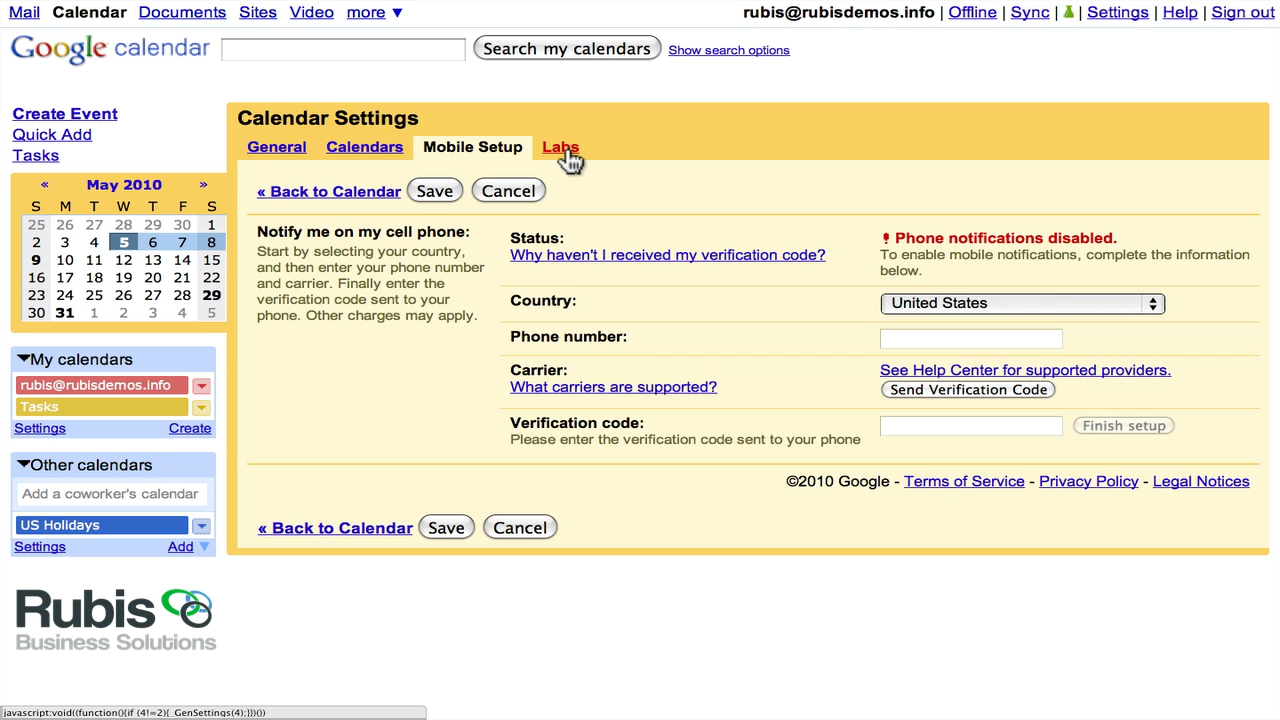 Mail Calendar Documents Sites Video more ▼
rubis@rubisdemos.info | Offline | Sync | | Settings | Help | Sign out
Google calendar
Search my calendars
Show search options
Create Event
Quick Add
Tasks
« May 2010 »
S M T W T F S
25 26 27 28 29 30 1
2 3 4 5 6 7 8
9 10 11 12 13 14 15
16 17 18 19 20 21 22
23 24 25 26 27 28 29
30 31 1 2 3 4 5
My calendars
rubis@rubisdemos.info
Tasks
Settings Create
Other calendars
Add a coworker's calendar
US Holidays
Settings Add
Rubis
Business Solutions
Calendar Settings
General Calendars Mobile Setup Labs
« Back to Calendar Save Cancel
Notify me on my cell phone:
Start by selecting your country,
and then enter your phone number
and carrier. Finally enter the
verification code sent to your
phone. Other charges may apply.
Status:
Why haven't I received my verification code?
Phone notifications disabled.
To enable mobile notifications, complete the information
below.
Country:
United States
Phone number:
Carrier:
What carriers are supported?
See Help Center for supported providers.
Send Verification Code
Verification code:
Please enter the verification code sent to your phone
Finish setup
©2010 Google - Terms of Service - Privacy Policy - Legal Notices
« Back to Calendar Save Cancel
javascript:void((function(){if (4!=2){_GenSettings(4);}})())